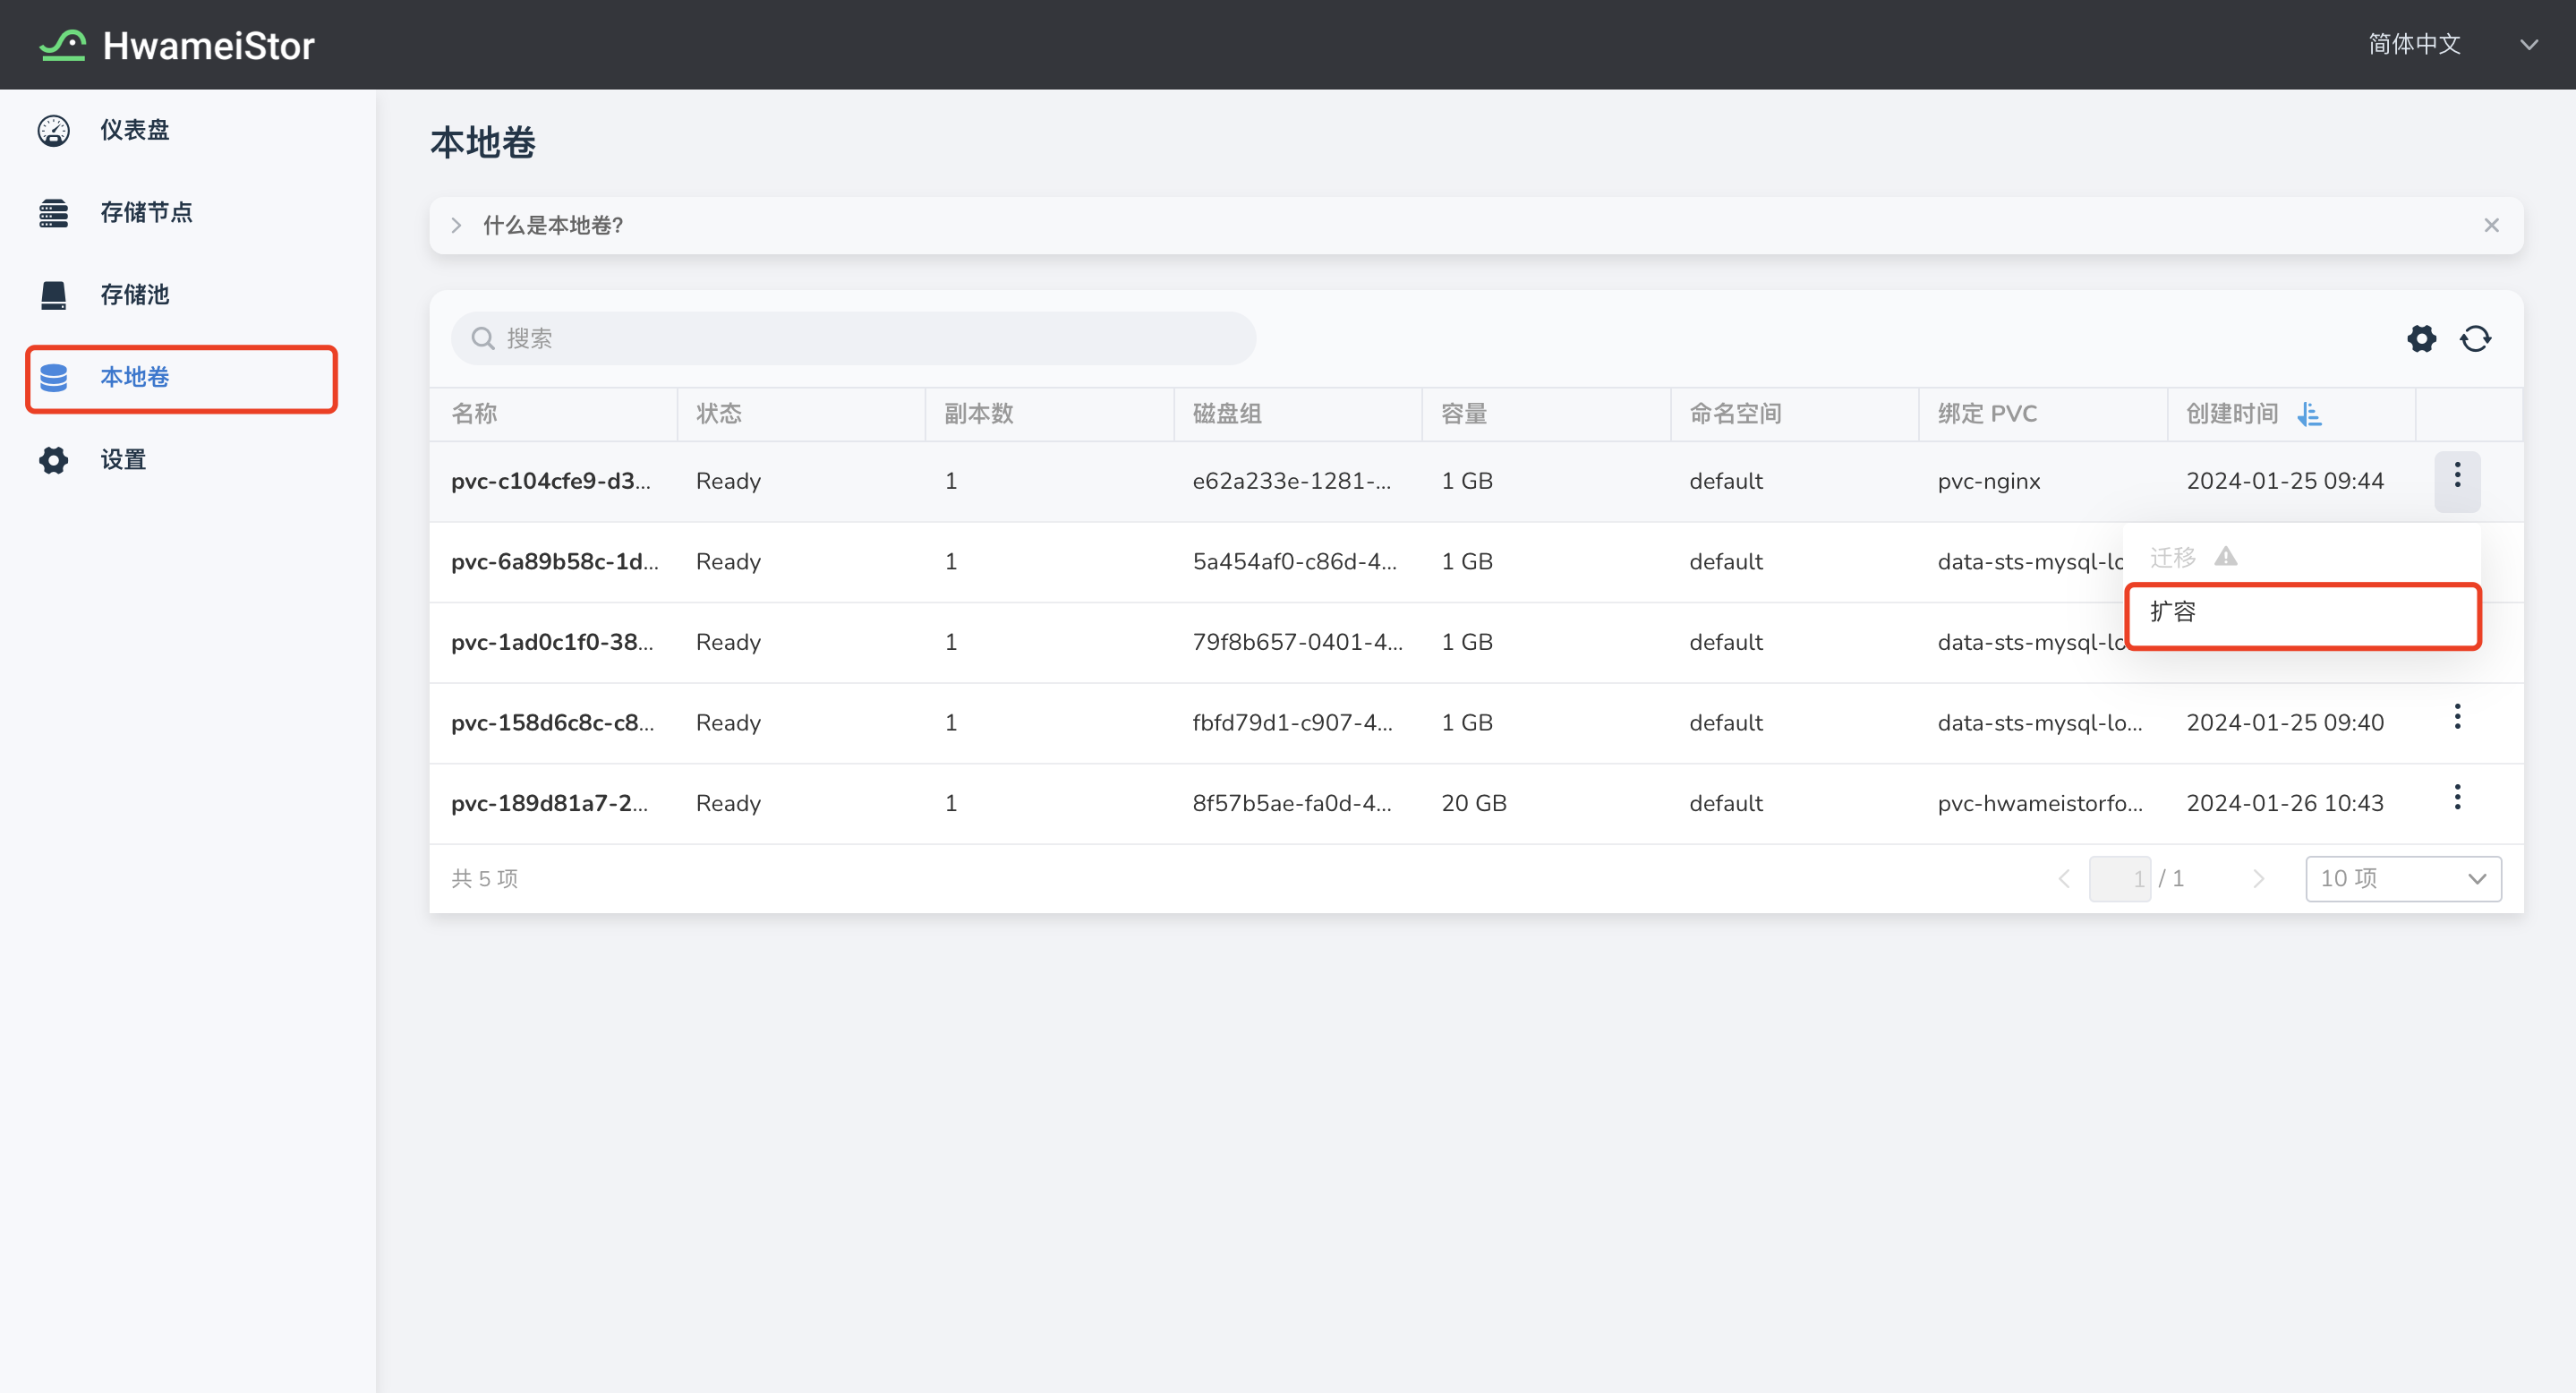 HwameiStor
简体中文
仪表盘
存储节点
存储池
本地卷
设置
本地卷
什么是本地卷?
搜索
名称 状态 副本数 磁盘组 容量 命名空间 绑定 PVC 创建时间
pvc-c104cfe9-d3... Ready 1 e62a233e-1281-... 1 GB default pvc-nginx 2024-01-25 09:44
迁移
扩容
pvc-6a89b58c-1d... Ready 1 5a454af0-c86d-4... 1 GB default data-sts-mysql-lo
pvc-1ad0c1f0-38... Ready 1 79f8b657-0401-4... 1 GB default data-sts-mysql-lo
pvc-158d6c8c-c8... Ready 1 fbfd79d1-c907-4... 1 GB default data-sts-mysql-lo... 2024-01-25 09:40
pvc-189d81a7-2... Ready 1 8f57b5ae-fa0d-4... 20 GB default pvc-hwameistorfo... 2024-01-26 10:43
共 5 项 1 / 1 10 项